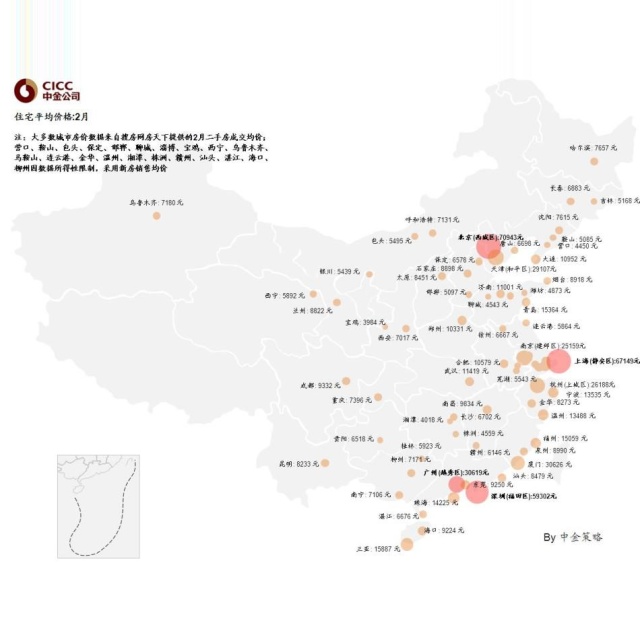 CICC
中金公司
住宅平均价格:2月
注：大多数城市房价数据来自搜房网房天下提供的2月二手房成交均价；
营口、鞍山、包头、保定、邯郸、聊城、淄博、宝鸡、西宁、乌鲁木齐、
马鞍山、连云港、金华、温州、湘潭、株洲、赣州、汕头、湛江、海口、
柳州因数据所得性限制，采用新房销售均价
哈尔滨：7657 元
长春：6883 元
吉林：5168 元
乌鲁木齐：7180 元
沈阳：7615 元
呼和浩特：7131元
北京(西城区):70943元
鞍山：5085 元
包头：5495 元
唐山：6698 元
营口：4450 元
保定：6578 元
大连：10952 元
石家庄：8898 元
天津(和平区)：29107元
银川：5439 元
太原：8451 元
烟台：8918 元
西宁：5892 元
邯郸：5097 元
济南：11001 元
潍坊：4873元
兰州：8822 元
聊城：4543 元
青岛：15364 元
宝鸡：3984 元
郑州：10331 元
连云港：5864 元
西安：7017 元
徐州：6667 元
南京(建邺区)：29159元
合肥：10579 元
上海(静安区):67149元
武汉：11419 元
芜湖：5543 元
成都：9332 元
杭州(上城区)：26188元
宁波：13535 元
重庆：7396 元
南昌：9834 元
金华：8273 元
湘潭：4018 元
长沙：6702 元
温州：13488 元
株洲：4559 元
贵阳：6518 元
福州：15059 元
桂林：5923 元
赣州：6146 元
泉州：8990 元
昆明：8233 元
柳州：7171 元
厦门：30626 元
广州(越秀区):30619元
汕头：8479 元
东莞：9250 元
南宁：7106 元
深圳(福田区):59302元
珠海：14225 元
湛江：6676 元
海口：9224 元
三亚：15887 元
By 中金策略